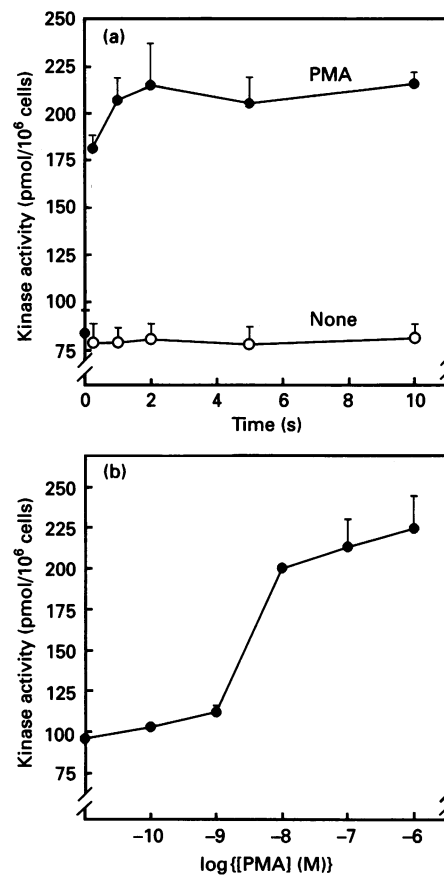 (a)
250
225
200
175
150
125
100
75
Kinase activity (pmol/10⁶ cells)
PMA
None
0 2 4 6 8 10
Time (s)
(b)
250
225
200
175
150
125
100
75
Kinase activity (pmol/10⁶ cells)
−10 −9 −8 −7 −6
log{[PMA] (M)}